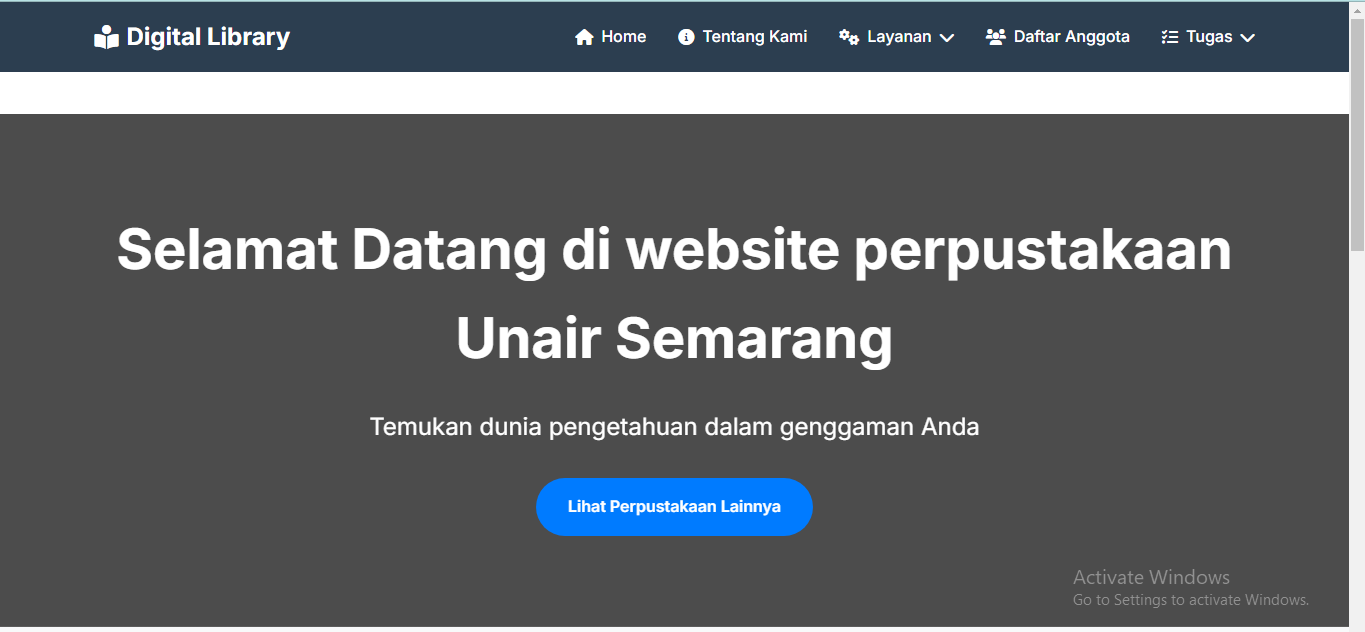 Digital Library
Home Tentang Kami Layanan Daftar Anggota Tugas
Selamat Datang di website perpustakaan
Unair Semarang
Temukan dunia pengetahuan dalam genggaman Anda
Lihat Perpustakaan Lainnya
Activate Windows
Go to Settings to activate Windows.